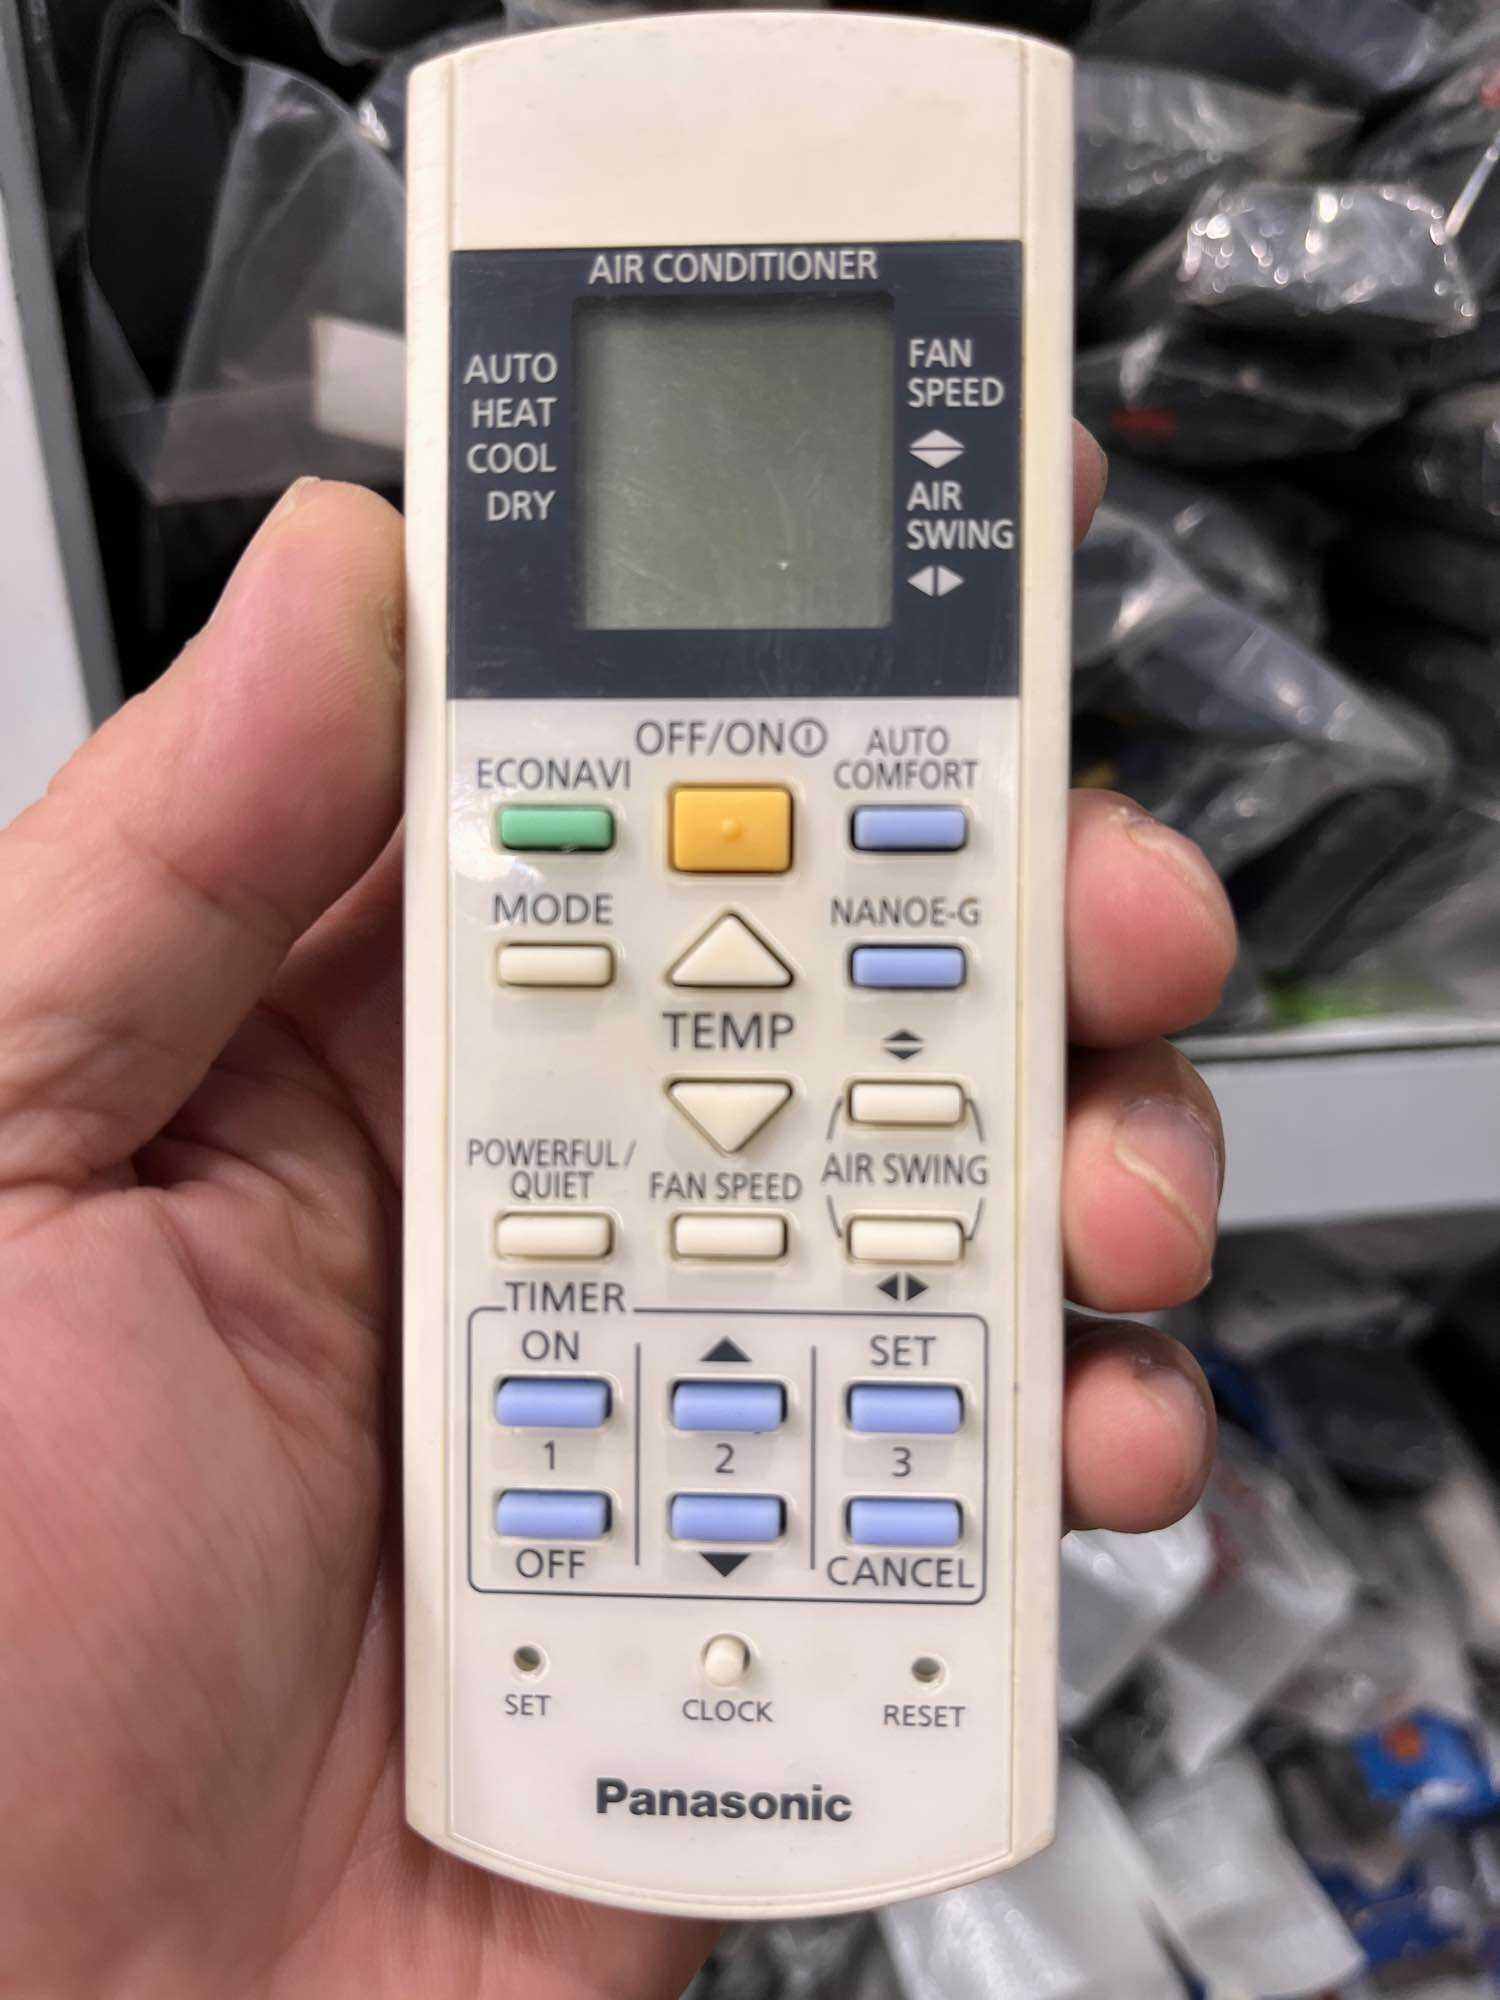 AIR CONDITIONER
AUTO
HEAT
COOL
DRY
FAN
SPEED
AIR
SWING
OFF/ON
ECONAVI
AUTO
COMFORT
MODE
NANOE-G
TEMP
POWERFUL/
QUIET
FAN SPEED
AIR SWING
TIMER
ON
SET
1
2
3
OFF
CANCEL
SET
CLOCK
RESET
Panasonic